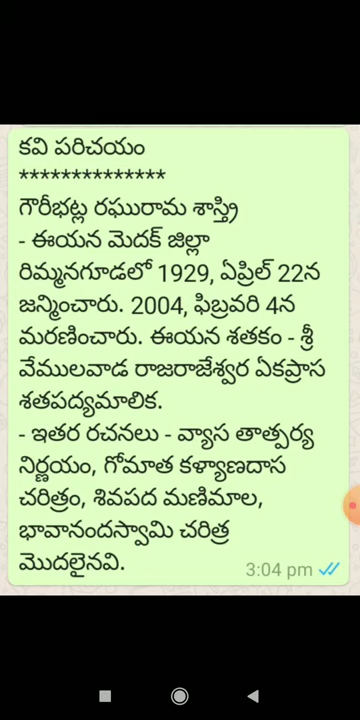 కవి పరిచయం
**************
గౌరీభట్ల రఘురామ శాస్త్రి
- ఈయన మెదక్ జిల్లా
రిమ్మనగూడలో 1929, ఏప్రిల్ 22న
జన్మించారు. 2004, ఫిబ్రవరి 4న
మరణించారు. ఈయన శతకం - శ్రీ
వేములవాడ రాజరాజేశ్వర ఏకప్రాస
శతపద్యమాలిక.
- ఇతర రచనలు - వ్యాస తాత్పర్య
నిర్ణయం, గోమాత కళ్యాణదాస
చరిత్రం, శివపద మణిమాల,
భావానందస్వామి చరిత్ర
మొదలైనవి.
3:04 pm